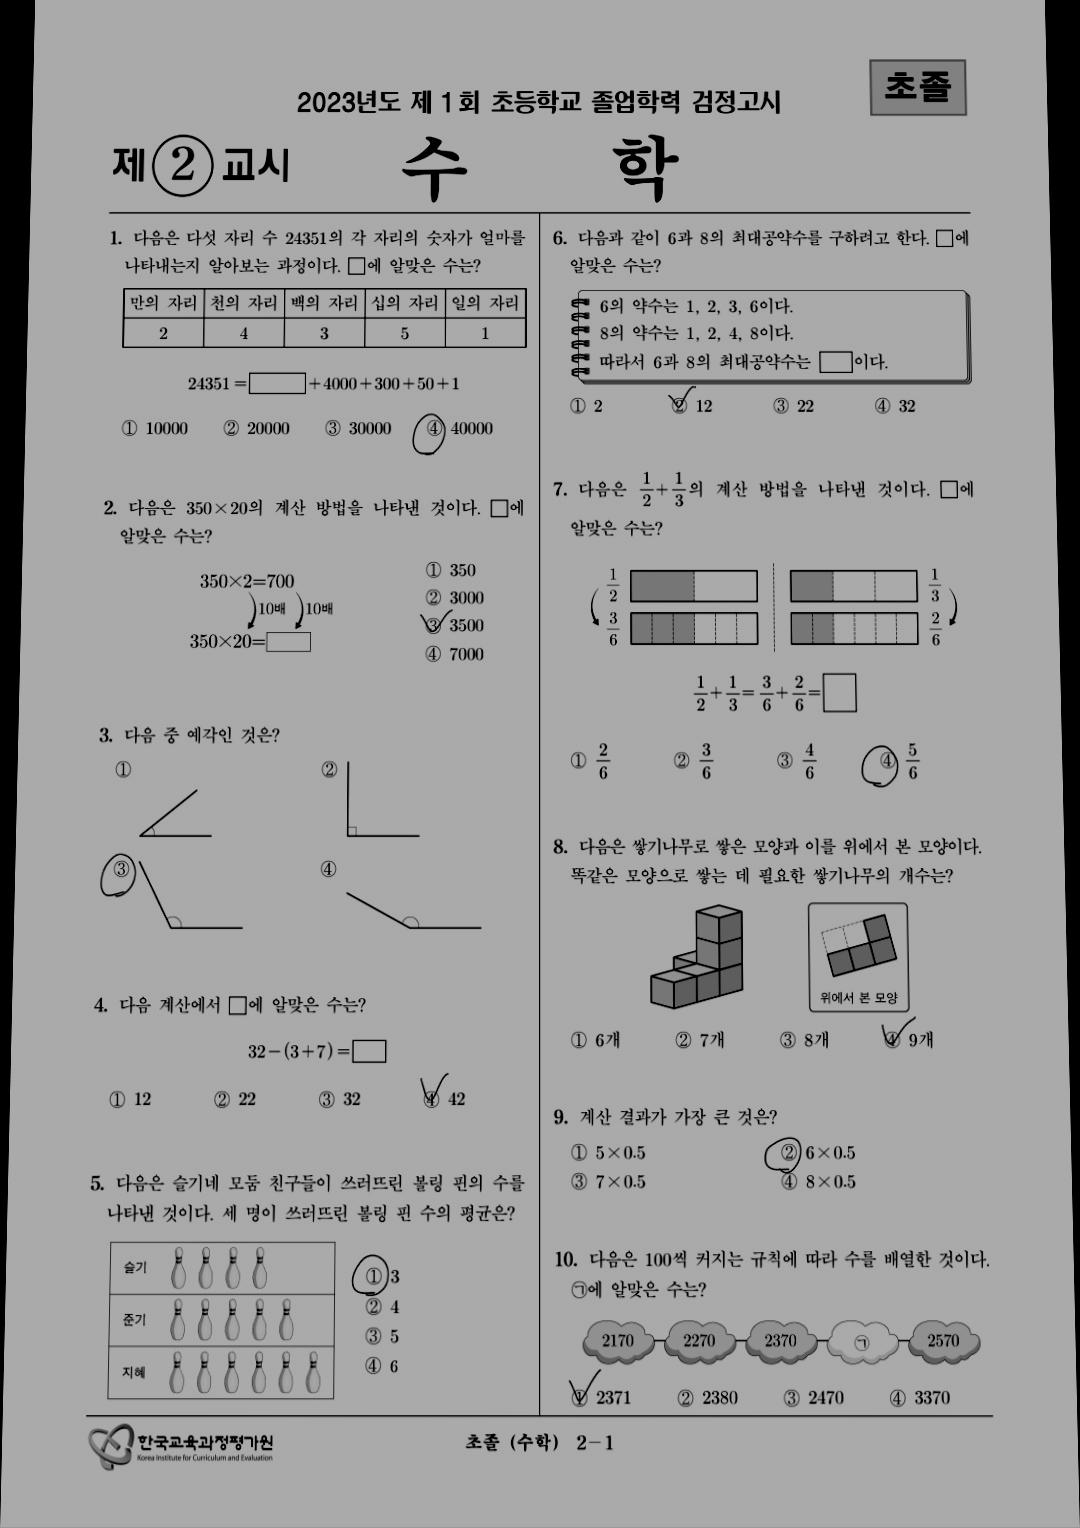 초졸
2023년도 제 1 회 초등학교 졸업학력 검정고시
제 ② 교시 수 학
1. 다음은 다섯 자리 수 24351의 각 자리의 숫자가 얼마를
나타내는지 알아보는 과정이다. □에 알맞은 수는?
만의 자리 천의 자리 백의 자리 십의 자리 일의 자리
2 4 3 5 1
24351 = □ + 4000 + 300 + 50 + 1
① 10000 ② 20000 ③ 30000 ④ 40000
2. 다음은 350×20의 계산 방법을 나타낸 것이다. □에
알맞은 수는?
350×2=700
10배 10배
350×20=□
① 350
② 3000
③ 3500
④ 7000
3. 다음 중 예각인 것은?
① ②
③ ④
4. 다음 계산에서 □에 알맞은 수는?
32-(3+7)=□
① 12 ② 22 ③ 32 ④ 42
5. 다음은 슬기네 모둠 친구들이 쓰러뜨린 볼링 핀의 수를
나타낸 것이다. 세 명이 쓰러뜨린 볼링 핀 수의 평균은?
슬기
준기
지혜
① 3
② 4
③ 5
④ 6
6. 다음과 같이 6과 8의 최대공약수를 구하려고 한다. □에
알맞은 수는?
6의 약수는 1, 2, 3, 6이다.
8의 약수는 1, 2, 4, 8이다.
따라서 6과 8의 최대공약수는 □이다.
① 2 ② 12 ③ 22 ④ 32
7. 다음은 1/2+1/3의 계산 방법을 나타낸 것이다. □에
알맞은 수는?
1/2 1/3
3/6 2/6
1/2+1/3=3/6+2/6=□
① 2/6 ② 3/6 ③ 4/6 ④ 5/6
8. 다음은 쌓기나무로 쌓은 모양과 이를 위에서 본 모양이다.
똑같은 모양으로 쌓는 데 필요한 쌓기나무의 개수는?
위에서 본 모양
① 6개 ② 7개 ③ 8개 ④ 9개
9. 계산 결과가 가장 큰 것은?
① 5×0.5 ② 6×0.5
③ 7×0.5 ④ 8×0.5
10. 다음은 100씩 커지는 규칙에 따라 수를 배열한 것이다.
㉠에 알맞은 수는?
2170 2270 2370 ㉠ 2570
① 2371 ② 2380 ③ 2470 ④ 3370
한국교육과정평가원
Korea Institute for Curriculum and Evaluation
초졸 (수학) 2-1